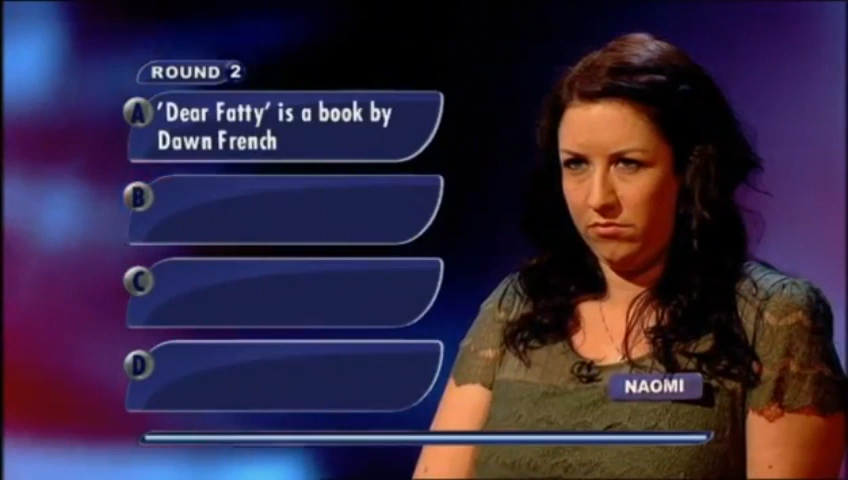 ROUND 2
A 'Dear Fatty' is a book by
Dawn French
B
C
D
NAOMI